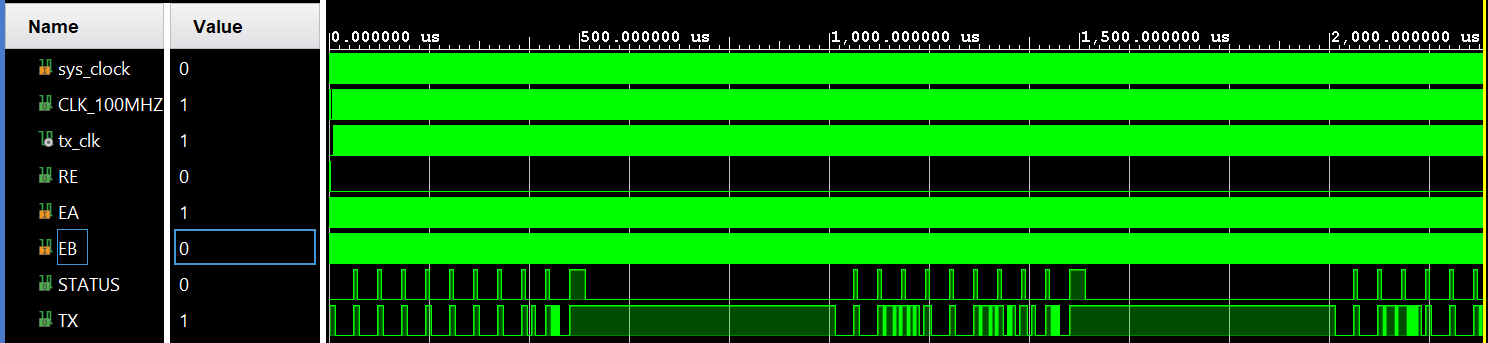 Name Value
0.000000 us 500.000000 us 1,000.000000 us 1,500.000000 us 2,000.000000 us
sys_clock 0
CLK_100MHZ 1
tx_clk 1
RE 0
EA 1
EB 0
STATUS 0
TX 1